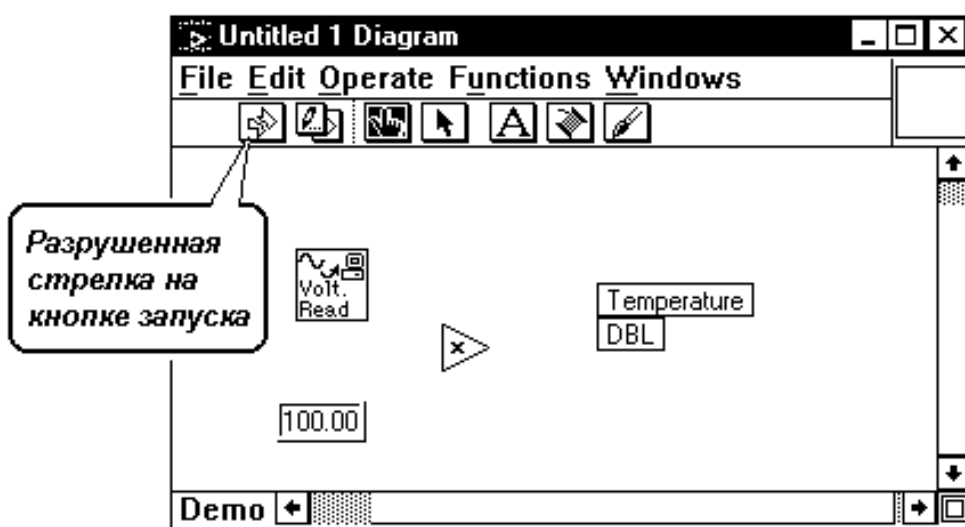 Untitled 1 Diagram
File Edit Operate Functions Windows
A
Разрушенная
стрелка на
кнопке запуска
Volt.
Read
Temperature
DBL
x
100.00
Demo